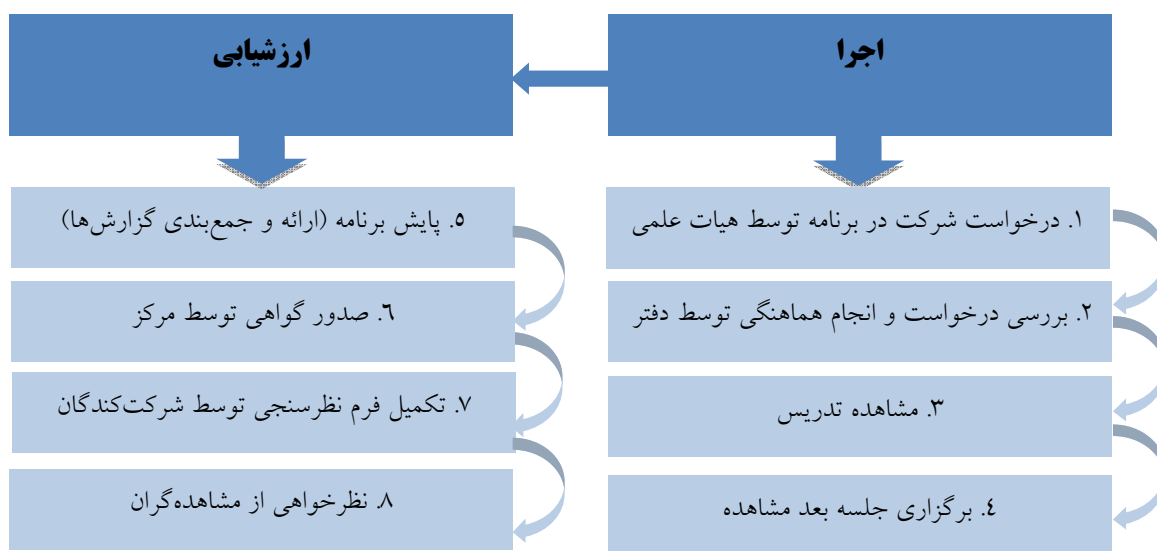 اجرا
۱. درخواست شرکت در برنامه توسط هیات علمی
۲. بررسی درخواست و انجام هماهنگی توسط دفتر
۳. مشاهده تدریس
٤. برگزاری جلسه بعد مشاهده
ارزشیابی
٥. پایش برنامه (ارائه و جمع‌بندی گزارش‌ها)
٦. صدور گواهی توسط مرکز
۷. تکمیل فرم نظرسنجی توسط شرکت‌کندگان
۸. نظرخواهی از مشاهده‌گران